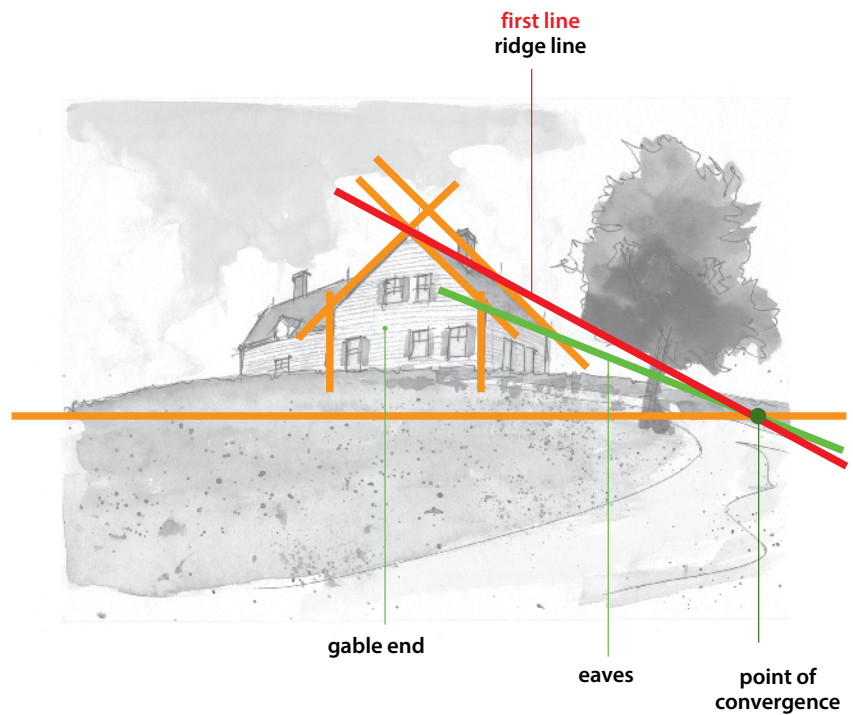 first line
ridge line
gable end
eaves
point of
convergence